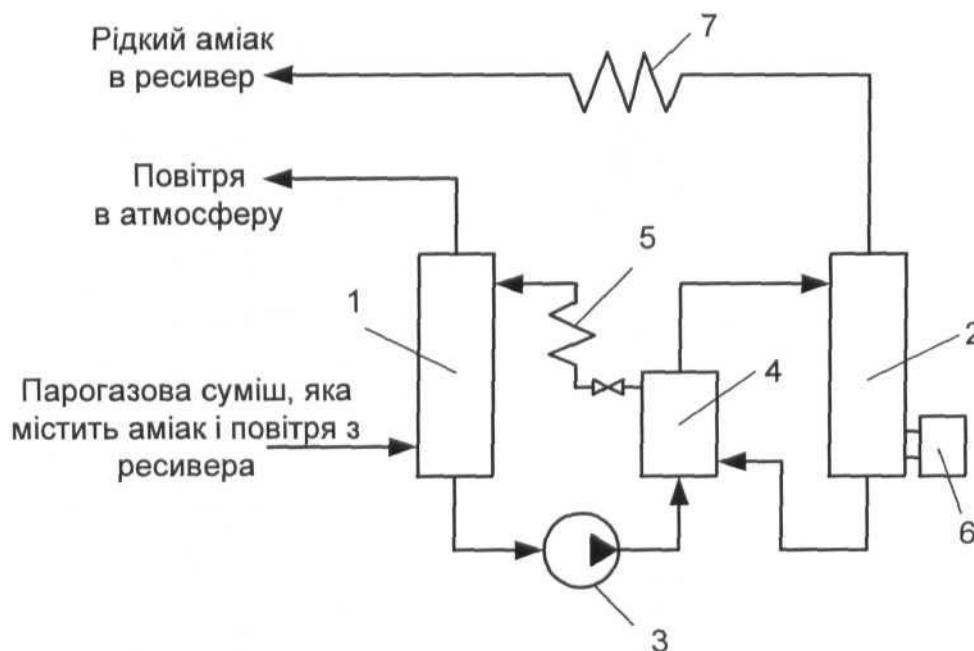 Рідкий аміак
в ресивер
7
Повітря
в атмосферу
5
1
2
4
Парогазова суміш, яка
містить аміак і повітря з
ресивера
6
3